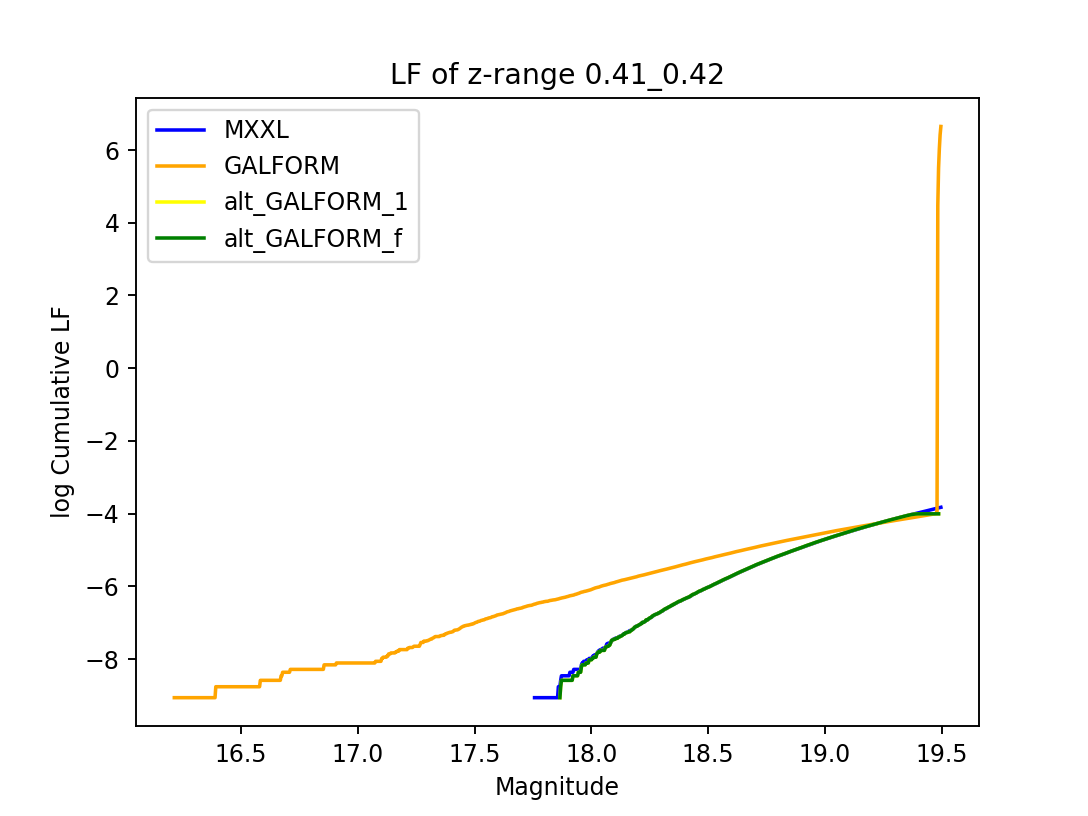 LF of z-range 0.41_0.42
MXXL
GALFORM
alt_GALFORM_1
alt_GALFORM_f
log Cumulative LF
6
4
2
0
−2
−4
−6
−8
16.5 17.0 17.5 18.0 18.5 19.0 19.5
Magnitude